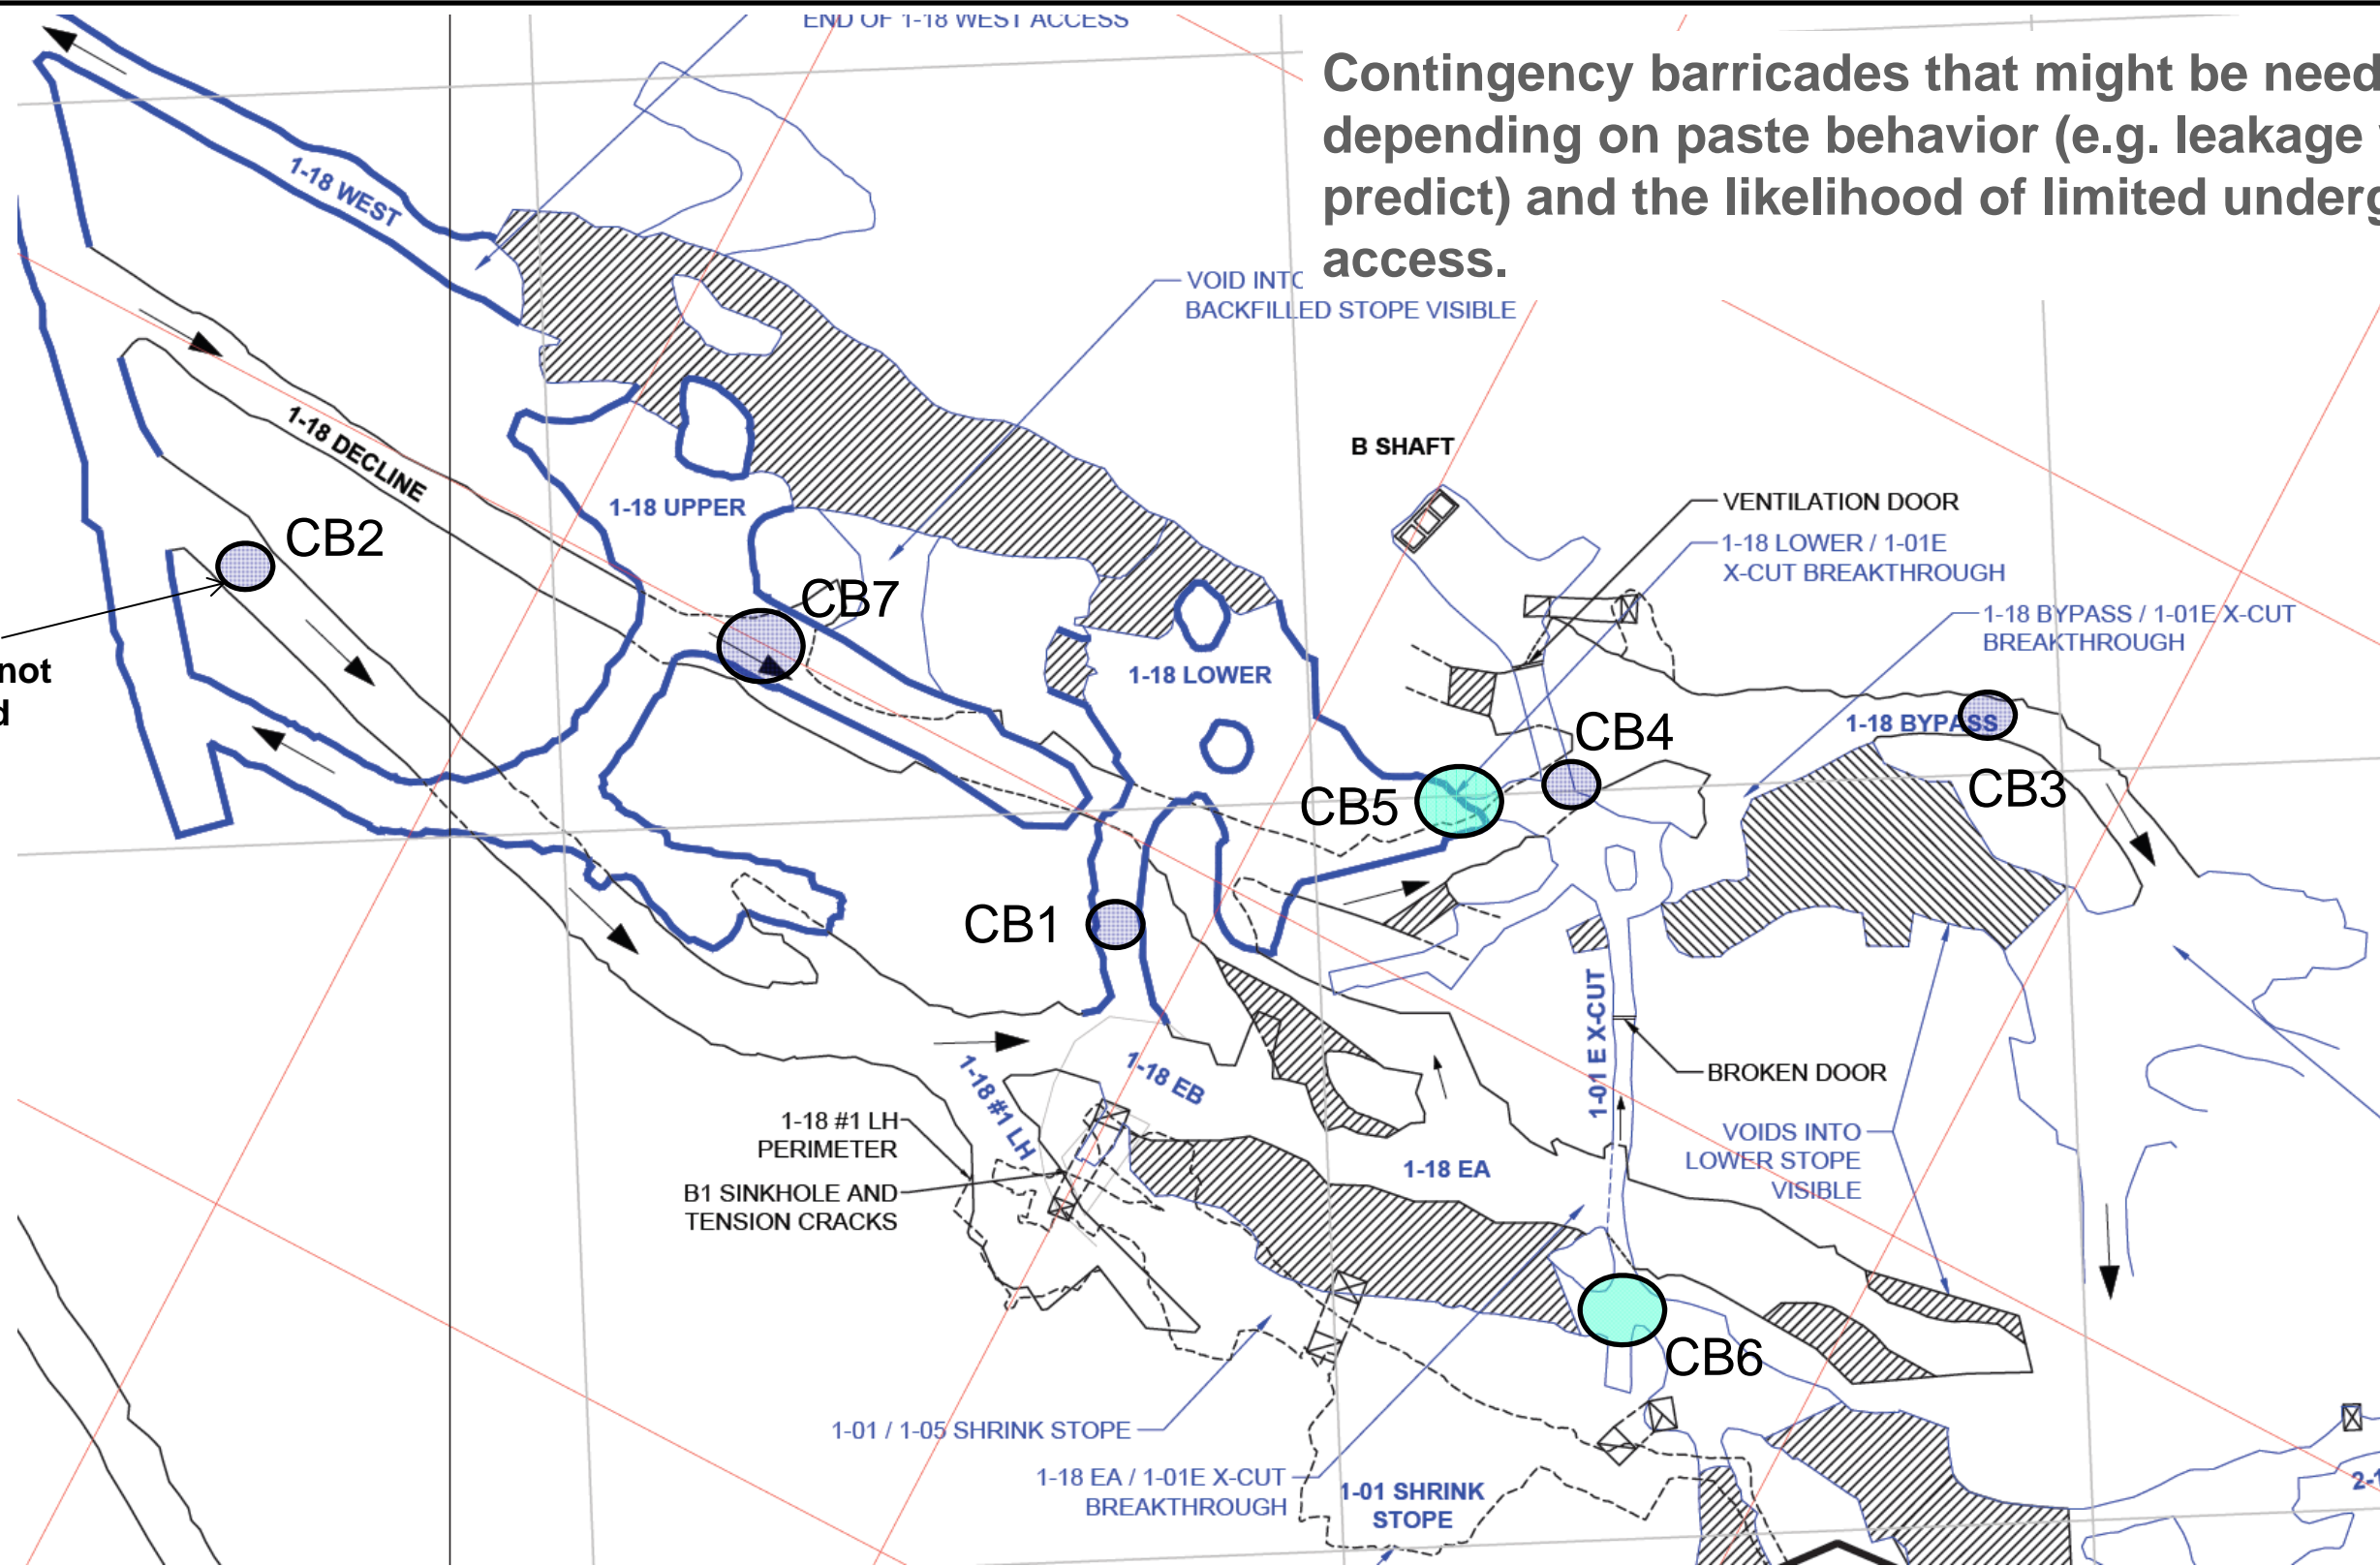 END OF 1-18 WEST ACCESS
Contingency barricades that might be need
depending on paste behavior (e.g. leakage
predict) and the likelihood of limited underg
access.
1-18 WEST
VOID INTO
BACKFILLED STOPE VISIBLE
1-18 DECLINE
B SHAFT
1-18 UPPER
VENTILATION DOOR
CB2
1-18 LOWER / 1-01E
X-CUT BREAKTHROUGH
CB7
1-18 BYPASS / 1-01E X-CUT
BREAKTHROUGH
not
1-18 LOWER
1-18 BYPASS
CB4
CB3
CB5
CB1
1-01 E X-CUT
BROKEN DOOR
1-18 EB
1-18 #1 LH
1-18 #1 LH
PERIMETER
VOIDS INTO
LOWER STOPE
VISIBLE
1-18 EA
B1 SINKHOLE AND
TENSION CRACKS
CB6
1-01 / 1-05 SHRINK STOPE
1-18 EA / 1-01E X-CUT
BREAKTHROUGH
1-01 SHRINK
STOPE